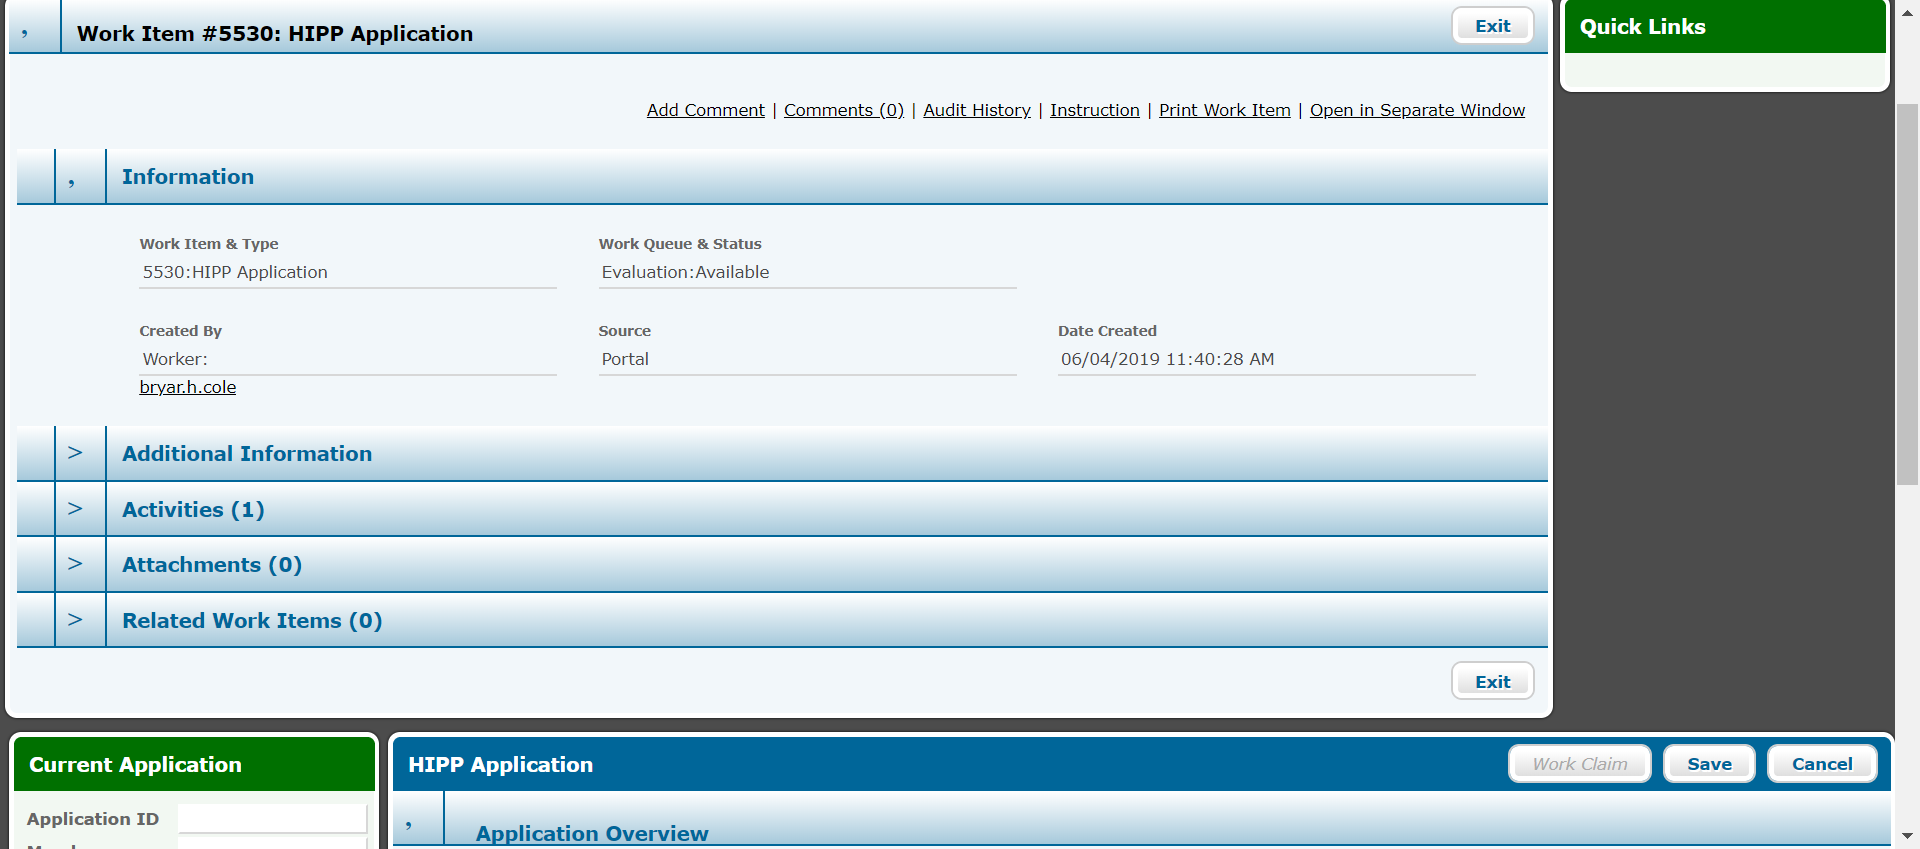 Work Item #5530: HIPP Application
Exit
Quick Links
Add Comment | Comments (0) | Audit History | Instruction | Print Work Item | Open in Separate Window
, Information
Work Item & Type
Work Queue & Status
5530:HIPP Application
Evaluation:Available
Created By
Source
Date Created
Worker:
Portal
06/04/2019 11:40:28 AM
bryar.h.cole
> Additional Information
> Activities (1)
> Attachments (0)
> Related Work Items (0)
Exit
Current Application
HIPP Application
Work Claim
Save
Cancel
Application ID
, Application Overview